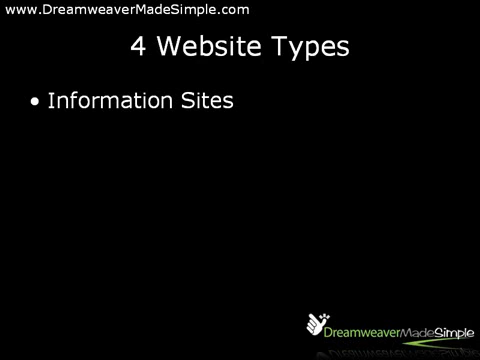 www.DreamweaverMadeSimple.com
4 Website Types
• Information Sites
DreamweaverMadeSimple